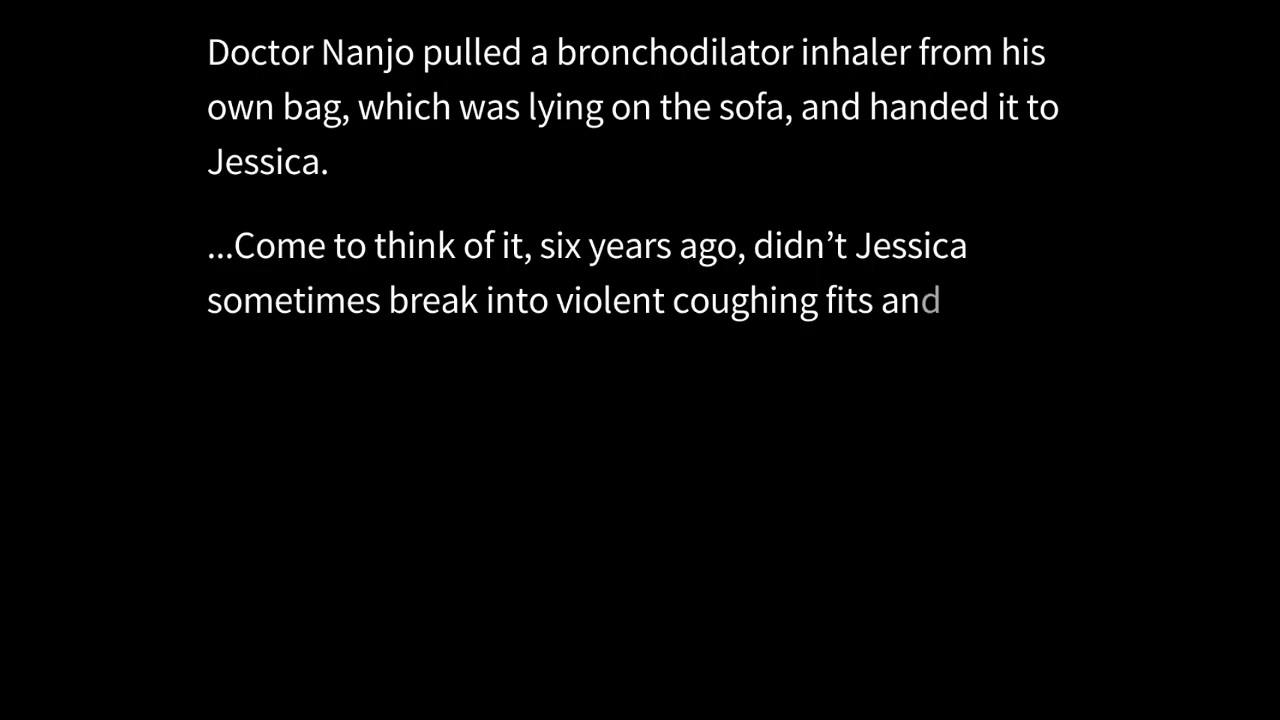 Doctor Nanjo pulled a bronchodilator inhaler from his
own bag, which was lying on the sofa, and handed it to
Jessica.
...Come to think of it, six years ago, didn’t Jessica
sometimes break into violent coughing fits and